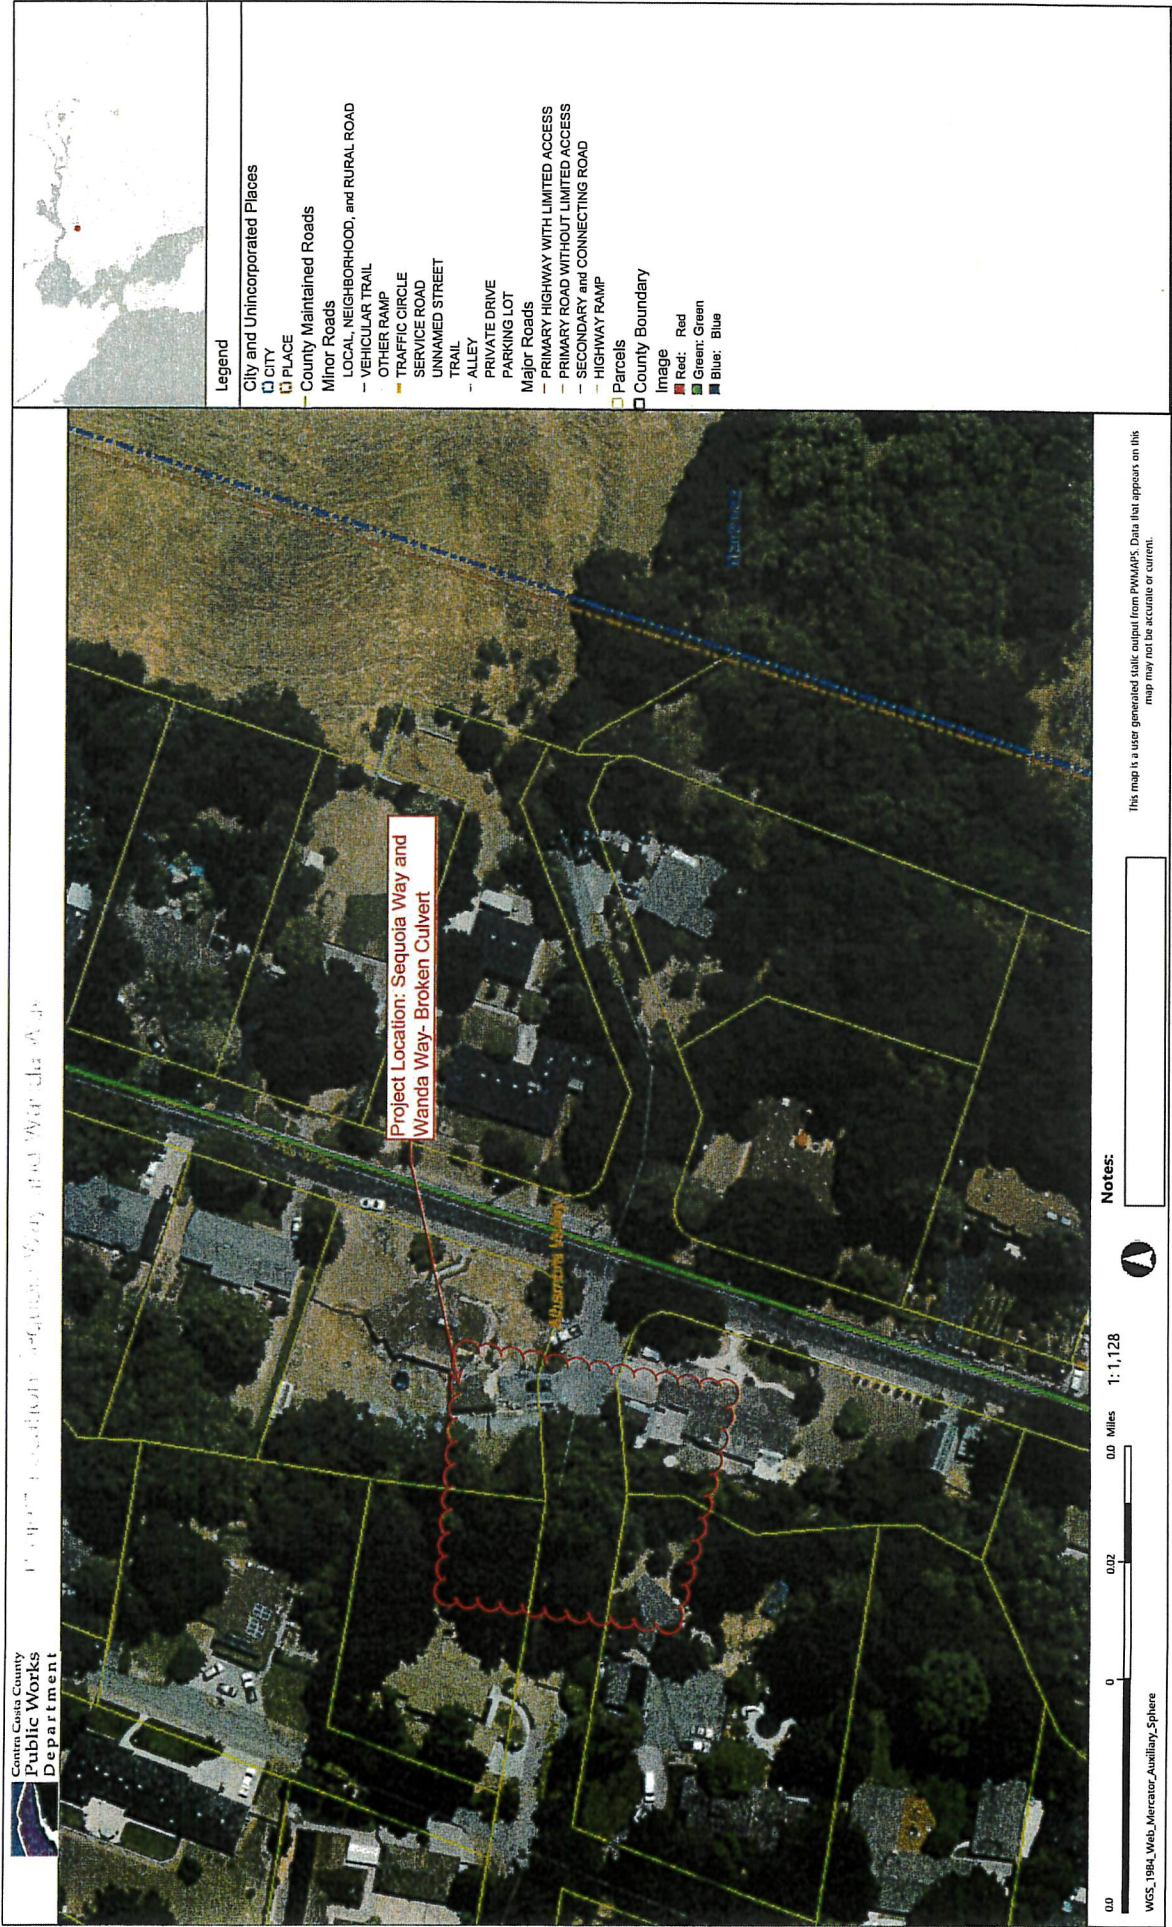 Contra Costa County
Public Works
Department
Project Location: Sequoia Way and
Wanda Way- Broken Culvert
Alhambra Valley
Legend
City and Unincorporated Places
CITY
PLACE
County Maintained Roads
Minor Roads
LOCAL, NEIGHBORHOOD, and RURAL ROAD
VEHICULAR TRAIL
OTHER RAMP
TRAFFIC CIRCLE
SERVICE ROAD
UNNAMED STREET
TRAIL
ALLEY
PRIVATE DRIVE
PARKING LOT
Major Roads
PRIMARY HIGHWAY WITH LIMITED ACCESS
PRIMARY ROAD WITHOUT LIMITED ACCESS
SECONDARY and CONNECTING ROAD
HIGHWAY RAMP
Parcels
County Boundary
Image
Red: Red
Green: Green
Blue: Blue
0.0
0
0.02
0.0 Miles
1: 1,128
WGS_1984_Web_Mercator_Auxiliary_Sphere
Notes:
This map is a user generated static output from PWMAPS. Data that appears on this
map may not be accurate or current.